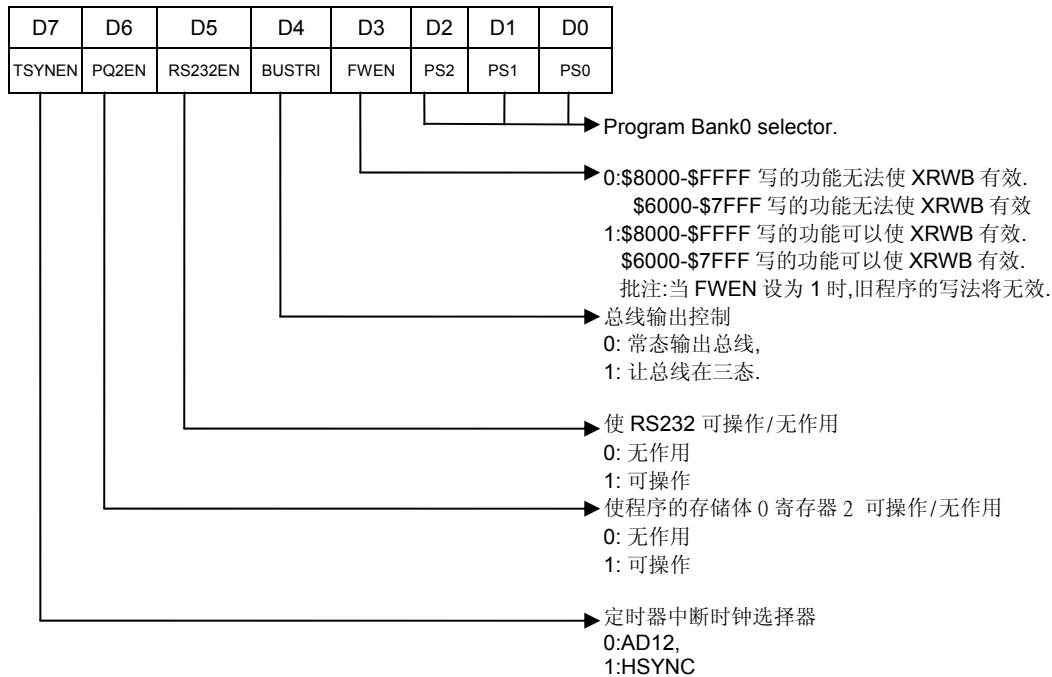 D7 D6 D5 D4 D3 D2 D1 D0
TSYNEN PQ2EN RS232EN BUSTRI FWEN PS2 PS1 PS0
Program Bank0 selector.
0:$8000-$FFFF 写的功能无法使 XRWB 有效.
$6000-$7FFF 写的功能无法使 XRWB 有效
1:$8000-$FFFF 写的功能可以使 XRWB 有效.
$6000-$7FFF 写的功能可以使 XRWB 有效.
批注:当 FWEN 设为 1 时,旧程序的写法将无效.
总线输出控制
0: 常态输出总线,
1: 让总线在三态.
使 RS232 可操作/无作用
0: 无作用
1: 可操作
使程序的存储体 0 寄存器 2 可操作/无作用
0: 无作用
1: 可操作
定时器中断时钟选择器
0:AD12,
1:HSYNC